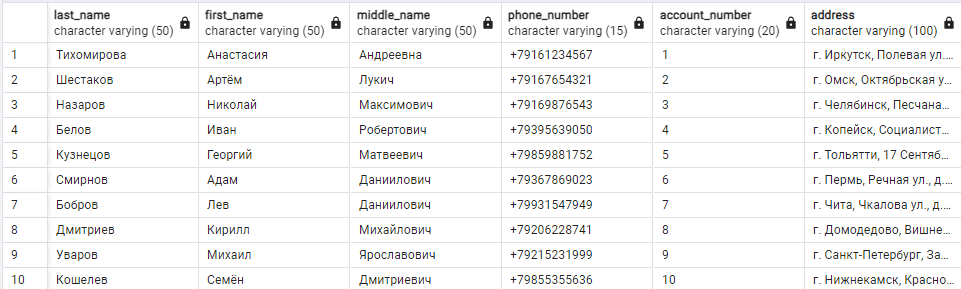 last_name first_name middle_name phone_number account_number address
character varying (50) character varying (50) character varying (50) character varying (15) character varying (20) character varying (100)
1 Тихомирова Анастасия Андреевна +79161234567 1 г. Иркутск, Полевая ул....
2 Шестаков Артём Лукич +79167654321 2 г. Омск, Октябрьская у...
3 Назаров Николай Максимович +79169876543 3 г. Челябинск, Песчана...
4 Белов Иван Робертович +79395639050 4 г. Копейск, Социалист...
5 Кузнецов Георгий Матвеевич +79859881752 5 г. Тольятти, 17 Сентяб...
6 Смирнов Адам Даниилович +79367869023 6 г. Пермь, Речная ул., д....
7 Бобров Лев Даниилович +79931547949 7 г. Чита, Чкалова ул., д....
8 Дмитриев Кирилл Михайлович +79206228741 8 г. Домодедово, Вишне...
9 Уваров Михаил Ярославович +79215231999 9 г. Санкт-Петербург, За...
10 Кошелев Семён Дмитриевич +79855355636 10 г. Нижнекамск, Красно...